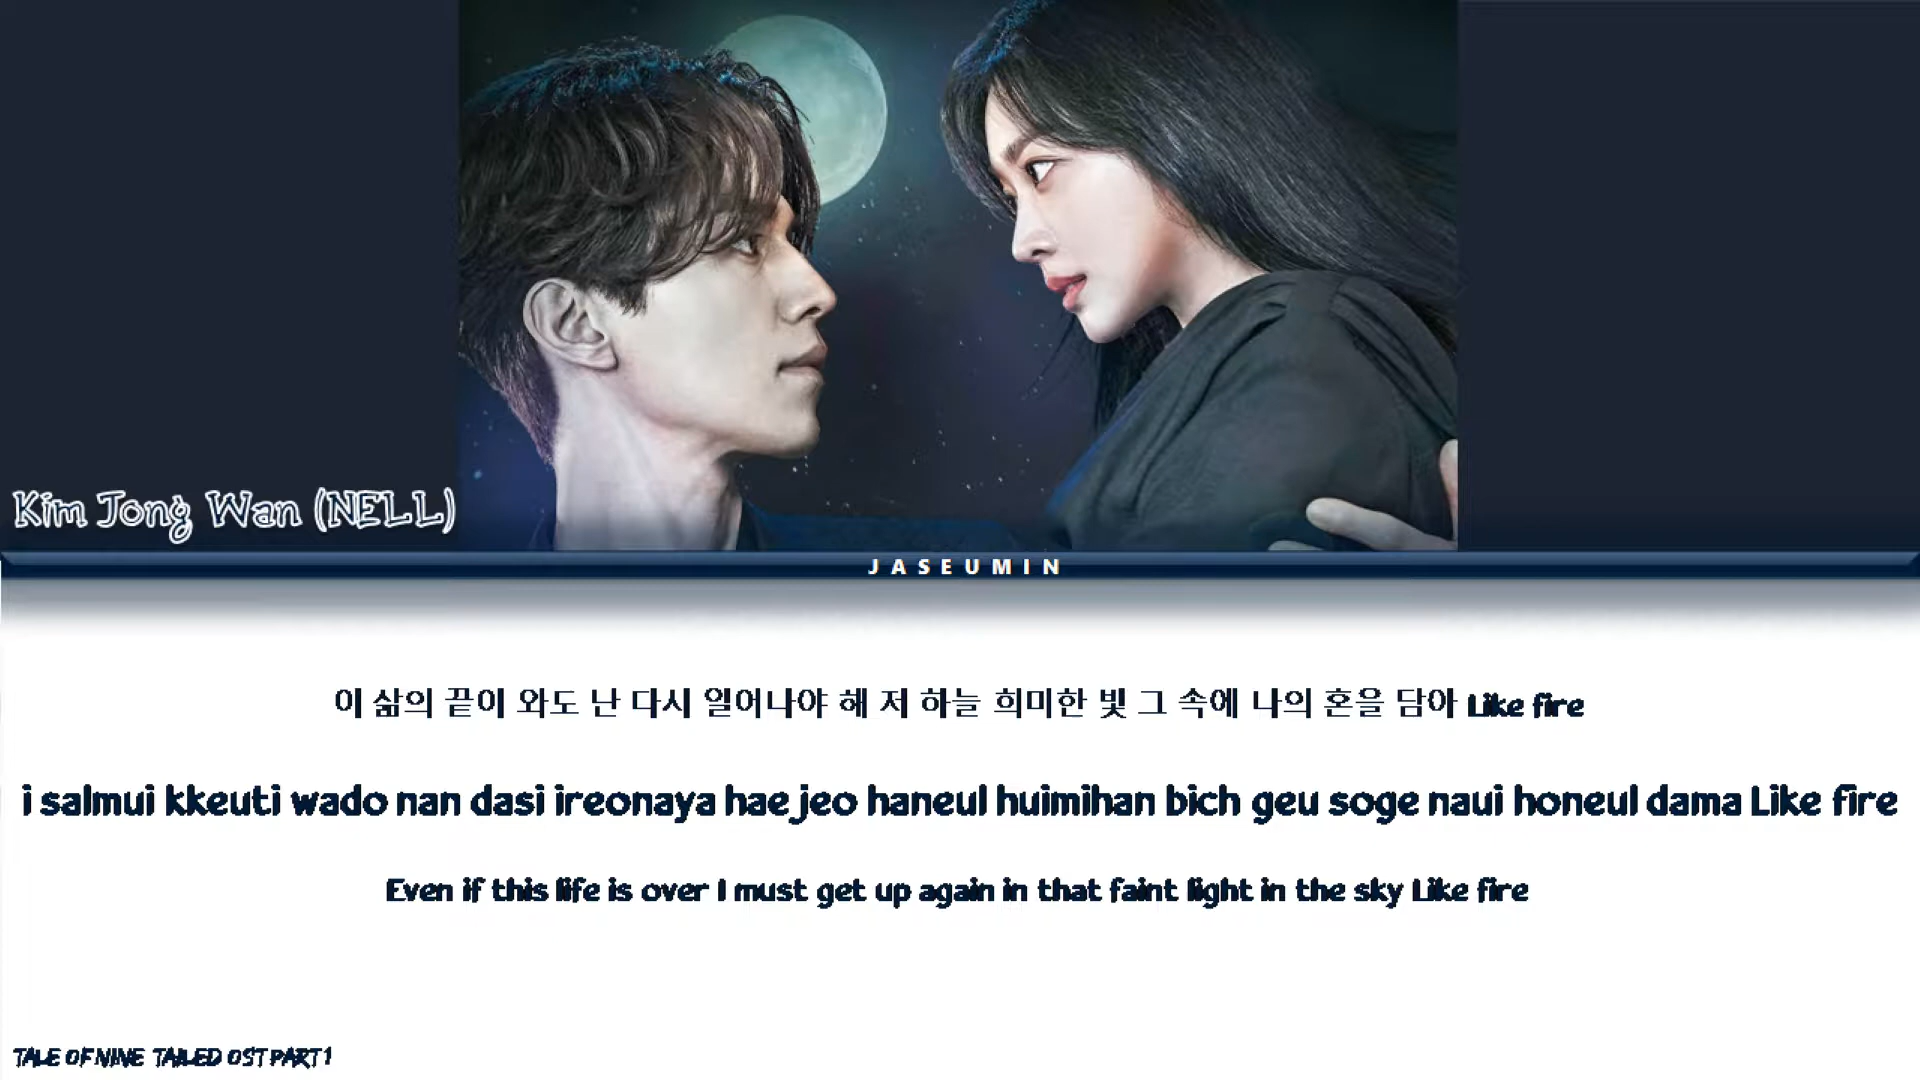 Kim Jong Wan (NELL)
JASEUMIN
이 삶의 끝이 와도 난 다시 일어나야 해 저 하늘 희미한 빛 그 속에 나의 혼을 담아 Like fire
i salmui kkeuti wado nan dasi ireonaya hae jeo haneul huimihan bich geu soge naui honeul dama Like fire
Even if this life is over I must get up again in that faint light in the sky Like fire
TALE OF NINE TAILED OST PART 1